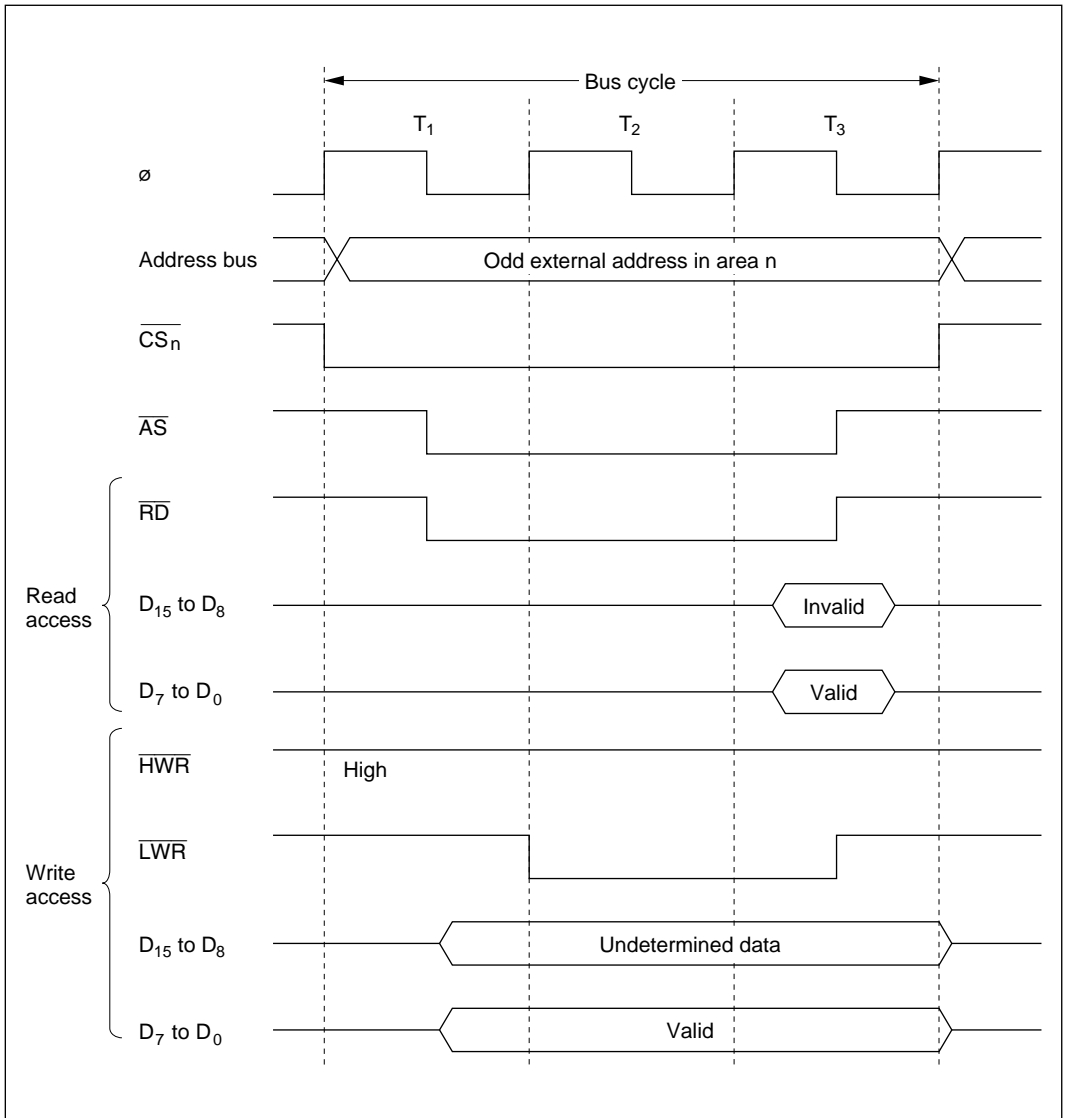 Bus cycle
T1 T2 T3
ø
Address bus Odd external address in area n
CSn
AS
RD
Read access
D15 to D8 Invalid
D7 to D0 Valid
HWR High
LWR
Write access
D15 to D8 Undetermined data
D7 to D0 Valid